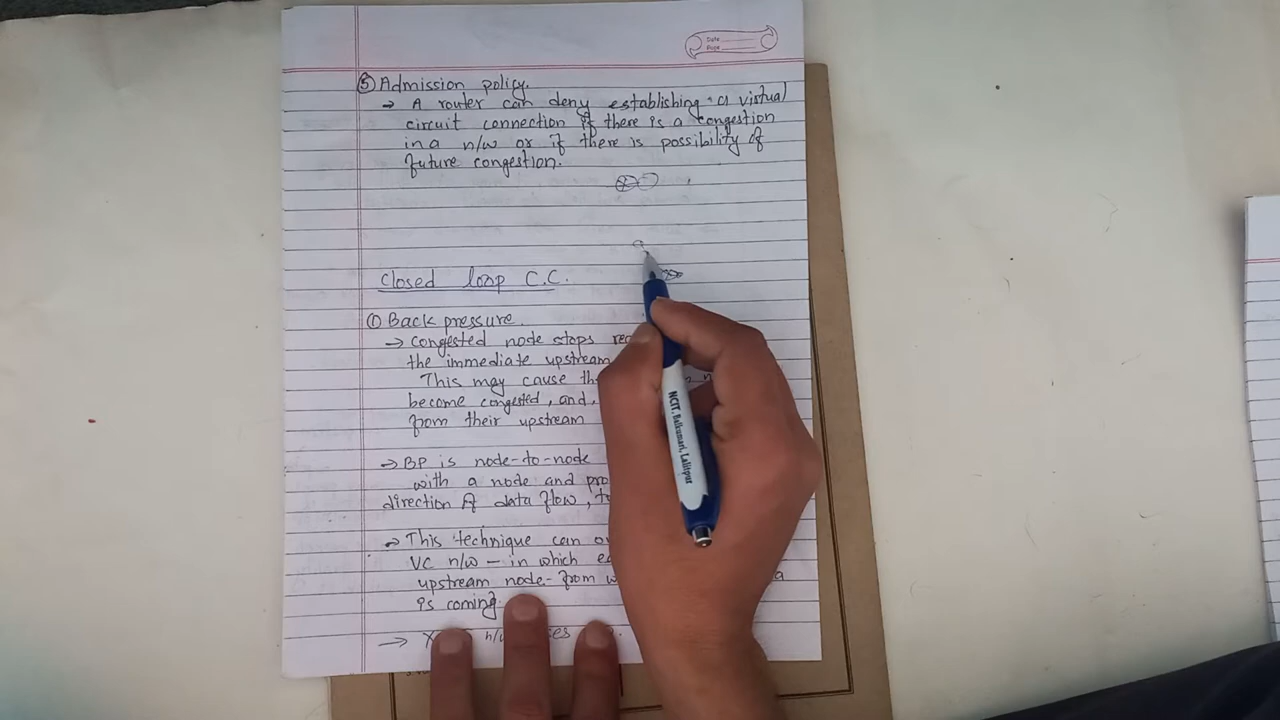 Date
Page
⑤ Admission policy.
→ A router can deny establishing a virtual
circuit connection if there is a congestion
in a n/w or if there is possibility of
future congestion.
Closed loop C.C.
① Back pressure.
→ Congested node stops
the immediate upstream
This may cause
become congested, and,
from their upstream
→ BP is node-to-node
with a node and
direction of data flow,
→ This technique can
VC n/w - in which
upstream node - from
is coming.
→
NCIT, Balkumari, Lalitpur